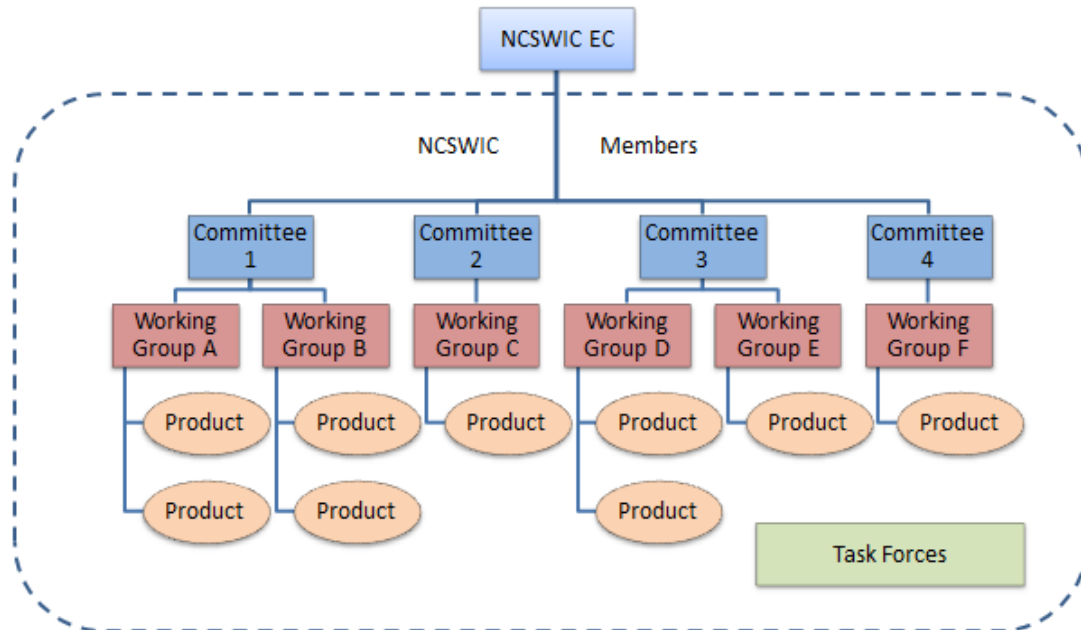 NCSWIC EC
NCSWIC Members
Committee
1
Committee
2
Committee
3
Committee
4
Working
Group A
Working
Group B
Working
Group C
Working
Group D
Working
Group E
Working
Group F
Product
Product
Product
Product
Product
Product
Product
Product
Product
Task Forces